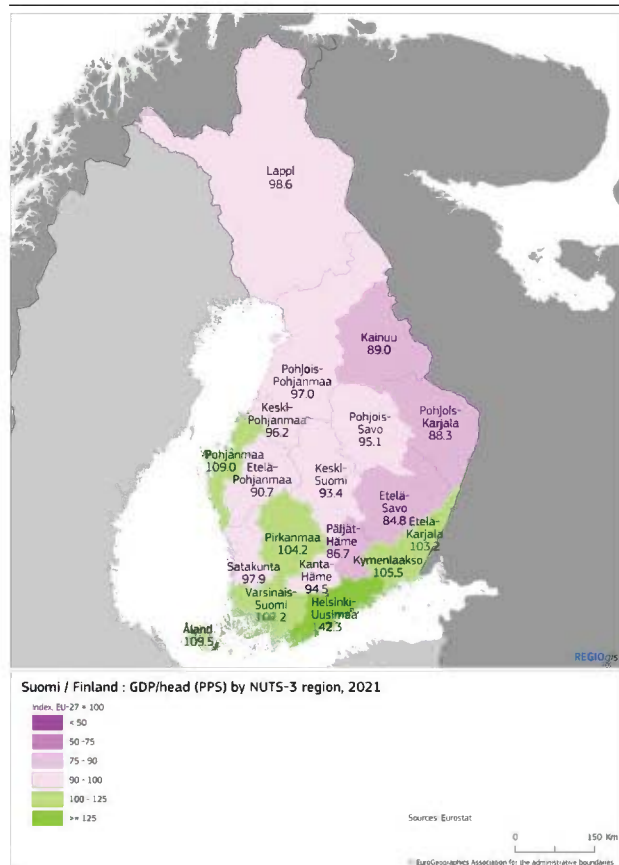 Lappi
98.6
Kainuu
89.0
Pohjois-
Pohjanmaa
97.0
Keski-
Pohjanmaa
96.2
Pohjois-
Savo
95.1
Pohjois-
Karjala
88.3
Pohjanmaa
109.0
Etelä-
Pohjanmaa
90.7
Keski-
Suomi
93.4
Etelä-
Savo
84.8
Etelä-
Karjala
103.2
Pirkanmaa
104.2
Päijät-
Häme
86.7
Kymenlaakso
105.5
Satakunta
97.9
Kanta-
Häme
94.5
Varsinais-
Suomi
Helsinki-
Uusimaa
142.3
Åland
109.5
REGIOgis
Suomi / Finland : GDP/head (PPS) by NUTS-3 region, 2021
Index, EU-27 = 100
< 50
50 -75
75 - 90
90 - 100
100 - 125
>= 125
Sources: Eurostat
0 150 Km
© EuroGeographics Association for the administrative boundaries